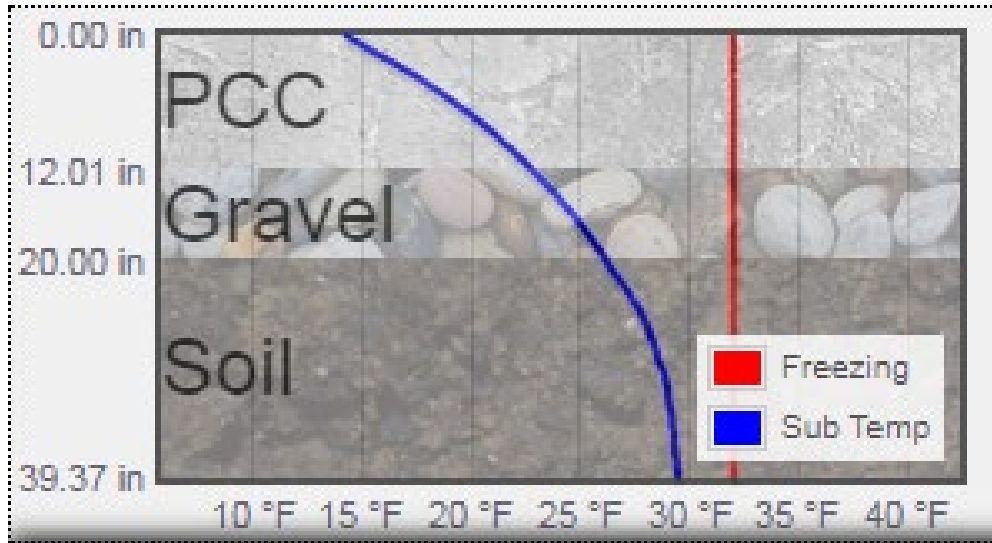 0.00 in
PCC
12.01 in
Gravel
20.00 in
Soil
Freezing
Sub Temp
39.37 in
10 °F 15 °F 20 °F 25 °F 30 °F 35 °F 40 °F